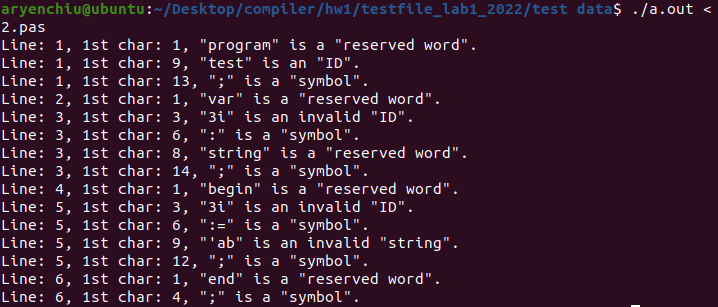 aryenchiu@ubuntu:~/Desktop/compiler/hw1/testfile_lab1_2022/test data$ ./a.out <
2.pas
Line: 1, 1st char: 1, "program" is a "reserved word".
Line: 1, 1st char: 9, "test" is an "ID".
Line: 1, 1st char: 13, ";" is a "symbol".
Line: 2, 1st char: 1, "var" is a "reserved word".
Line: 3, 1st char: 3, "3i" is an invalid "ID".
Line: 3, 1st char: 6, ":" is a "symbol".
Line: 3, 1st char: 8, "string" is a "reserved word".
Line: 3, 1st char: 14, ";" is a "symbol".
Line: 4, 1st char: 1, "begin" is a "reserved word".
Line: 5, 1st char: 3, "3i" is an invalid "ID".
Line: 5, 1st char: 6, ":=" is a "symbol".
Line: 5, 1st char: 9, "'ab" is an invalid "string".
Line: 5, 1st char: 12, ";" is a "symbol".
Line: 6, 1st char: 1, "end" is a "reserved word".
Line: 6, 1st char: 4, ";" is a "symbol".